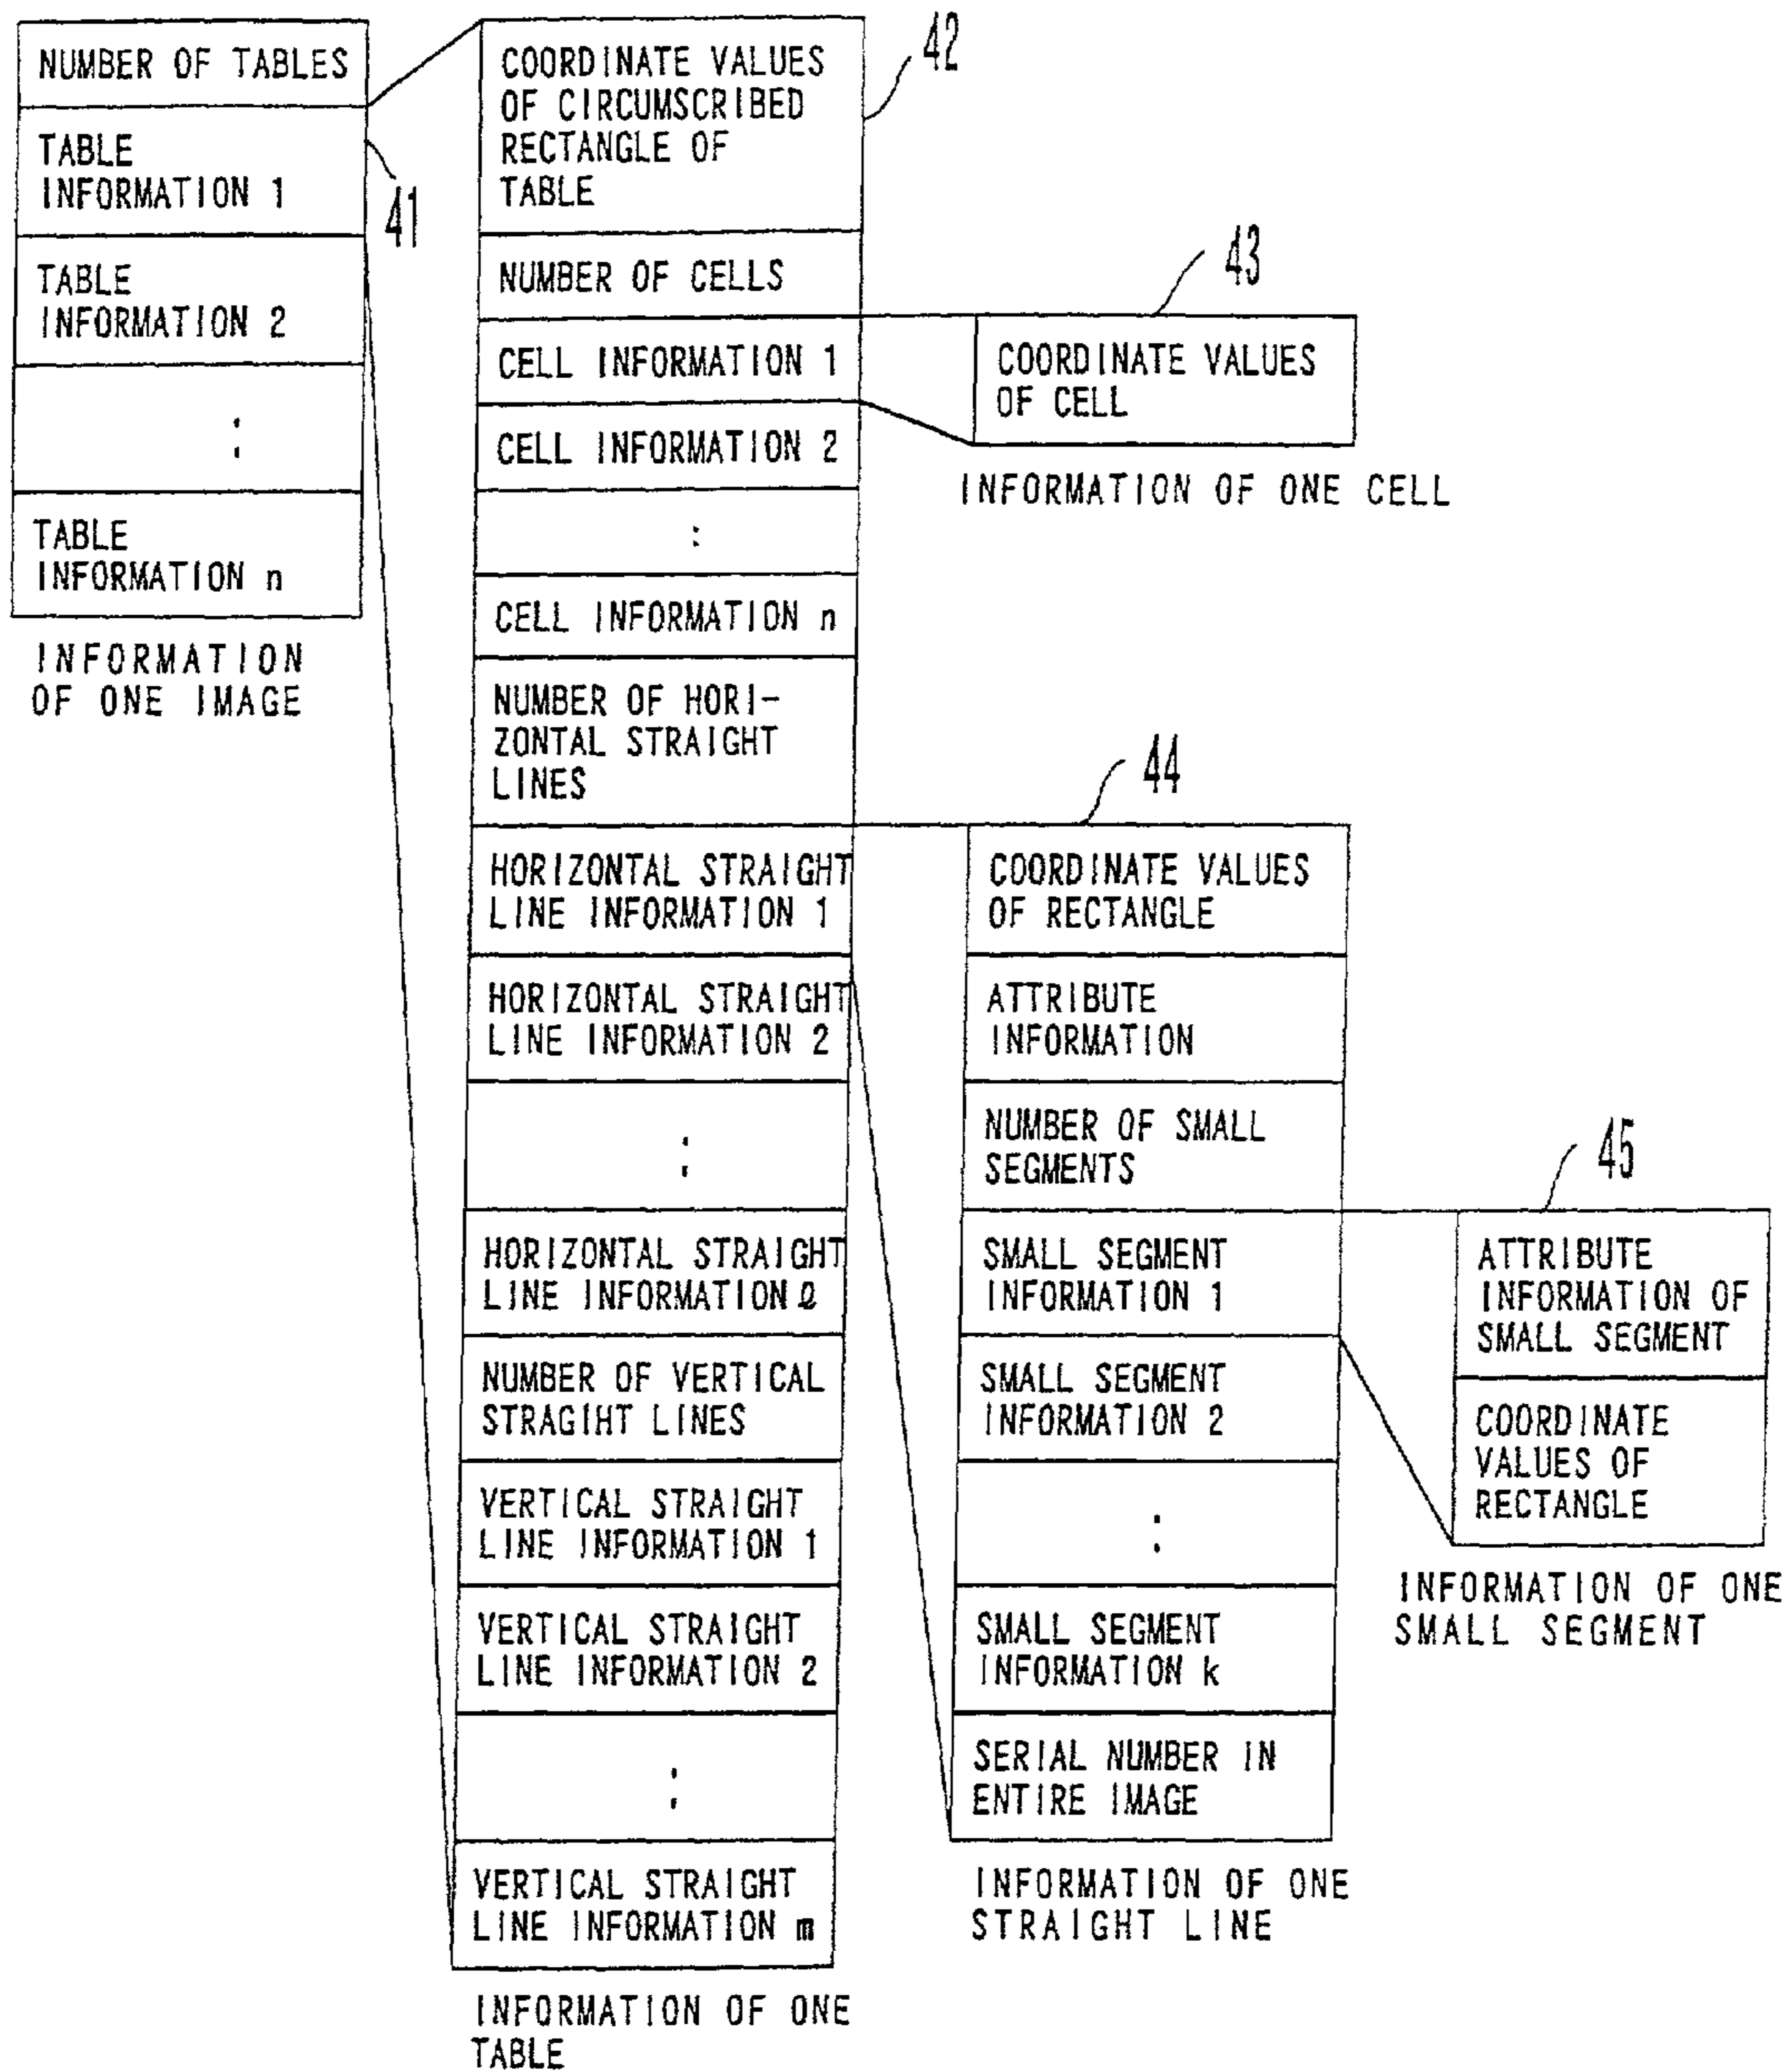 NUMBER OF TABLES
TABLE
INFORMATION 1
TABLE
INFORMATION 2
:
TABLE
INFORMATION n
INFORMATION
OF ONE IMAGE
41
COORDINATE VALUES
OF CIRCUMSCRIBED
RECTANGLE OF
TABLE
NUMBER OF CELLS
CELL INFORMATION 1
CELL INFORMATION 2
:
CELL INFORMATION n
NUMBER OF HORI-
ZONTAL STRAIGHT
LINES
HORIZONTAL STRAIGHT
LINE INFORMATION 1
HORIZONTAL STRAIGHT
LINE INFORMATION 2
:
HORIZONTAL STRAIGHT
LINE INFORMATION ℓ
NUMBER OF VERTICAL
STRAGIHT LINES
VERTICAL STRAIGHT
LINE INFORMATION 1
VERTICAL STRAIGHT
LINE INFORMATION 2
:
VERTICAL STRAIGHT
LINE INFORMATION m
INFORMATION OF ONE
TABLE
42
43
COORDINATE VALUES
OF CELL
INFORMATION OF ONE CELL
44
COORDINATE VALUES
OF RECTANGLE
ATTRIBUTE
INFORMATION
NUMBER OF SMALL
SEGMENTS
SMALL SEGMENT
INFORMATION 1
SMALL SEGMENT
INFORMATION 2
:
SMALL SEGMENT
INFORMATION k
SERIAL NUMBER IN
ENTIRE IMAGE
INFORMATION OF ONE
STRAIGHT LINE
45
ATTRIBUTE
INFORMATION OF
SMALL SEGMENT
COORDINATE
VALUES OF
RECTANGLE
INFORMATION OF ONE
SMALL SEGMENT